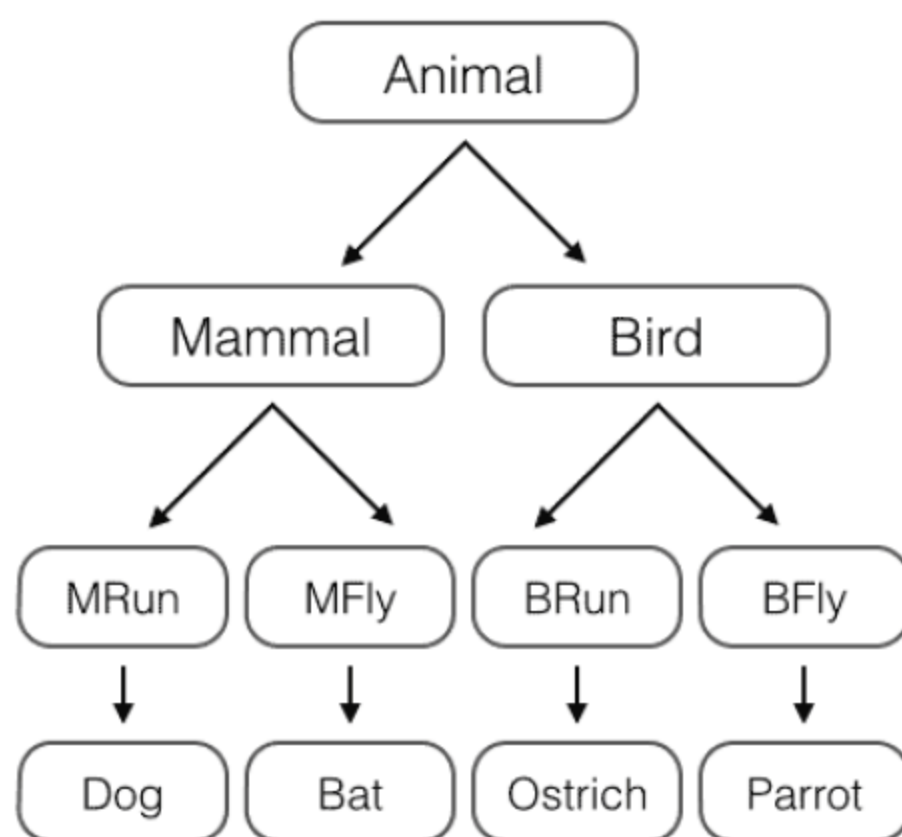 Animal
Mammal
Bird
MRun
MFly
BRun
BFly
Dog
Bat
Ostrich
Parrot